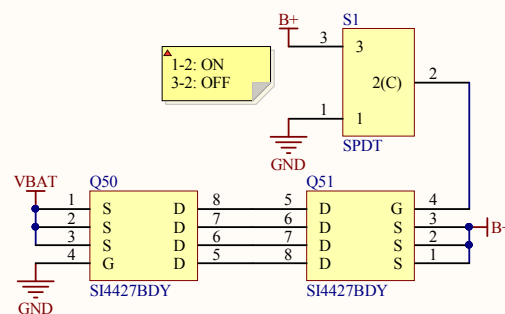 B+
S1
3
3
1-2: ON
3-2: OFF
2(C)
2
1
1
GND
SPDT
VBAT
Q50
Q51
1
S
D
8
5
D
G
4
2
S
D
7
6
D
S
3
B+
3
S
D
6
7
D
S
2
4
G
D
5
8
D
S
1
SI4427BDY
SI4427BDY
GND